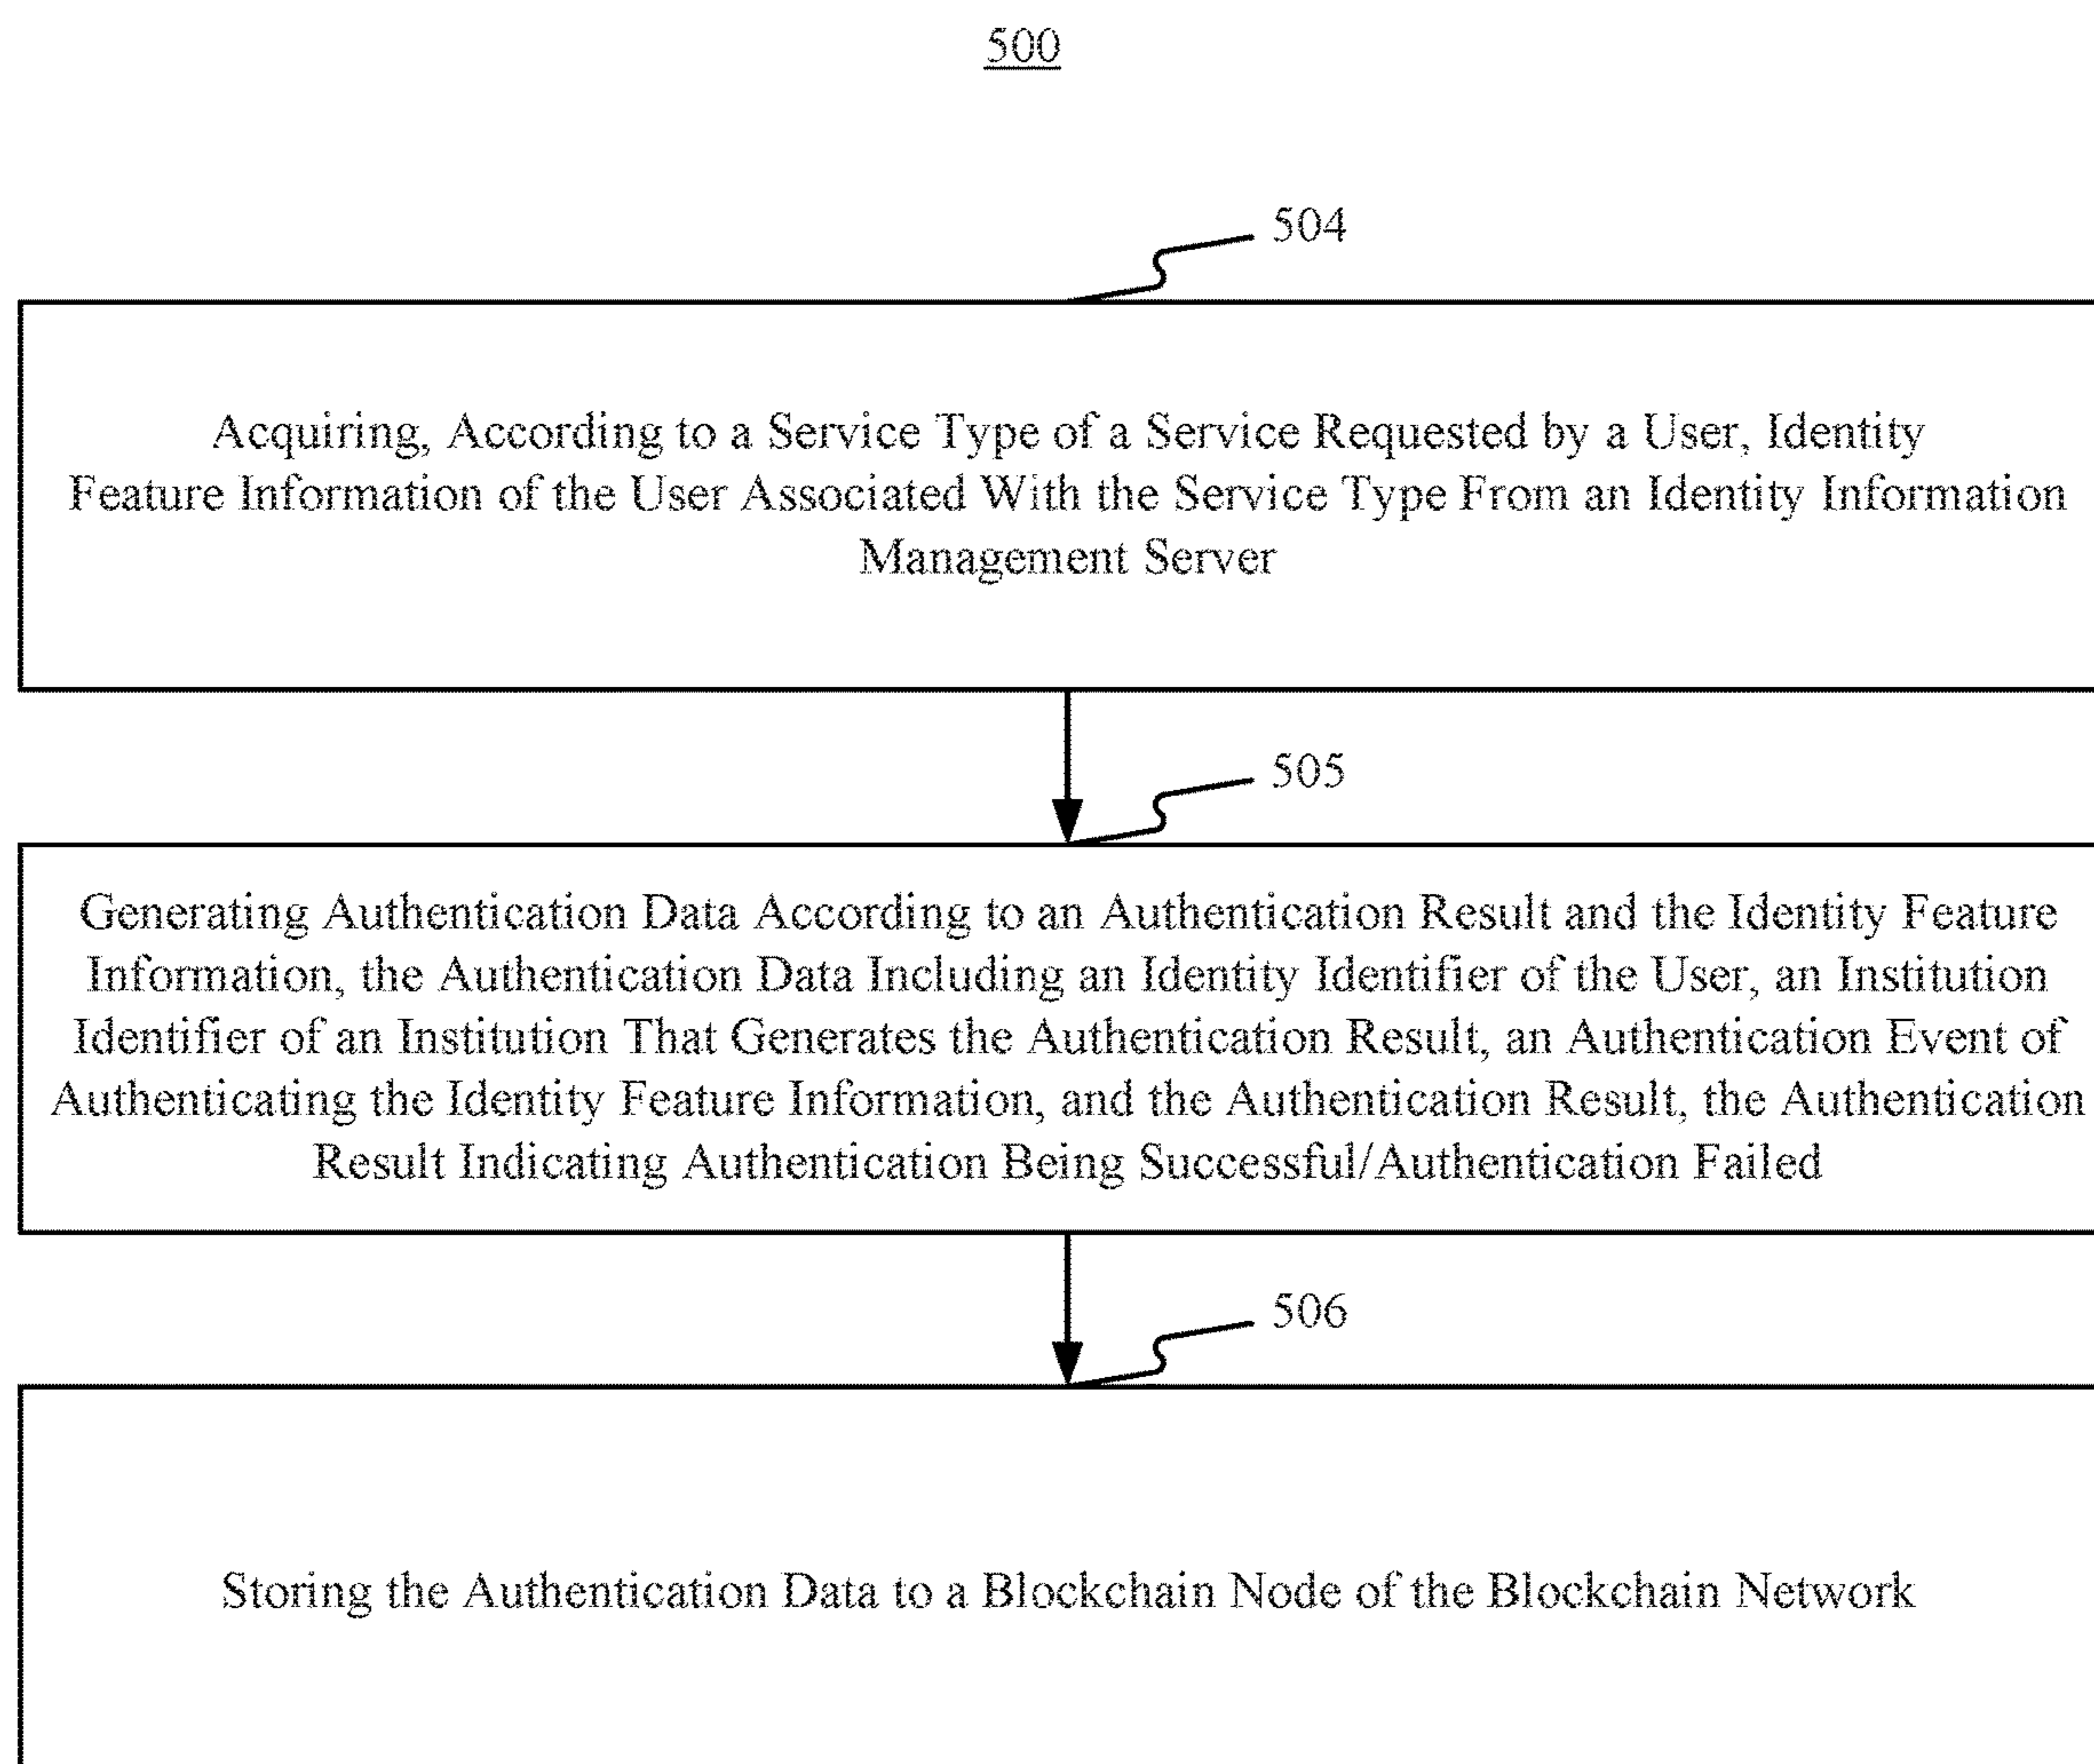 500
504
Acquiring, According to a Service Type of a Service Requested by a User, Identity
Feature Information of the User Associated With the Service Type From an Identity Information
Management Server
505
Generating Authentication Data According to an Authentication Result and the Identity Feature
Information, the Authentication Data Including an Identity Identifier of the User, an Institution
Identifier of an Institution That Generates the Authentication Result, an Authentication Event of
Authenticating the Identity Feature Information, and the Authentication Result, the Authentication
Result Indicating Authentication Being Successful/Authentication Failed
506
Storing the Authentication Data to a Blockchain Node of the Blockchain Network